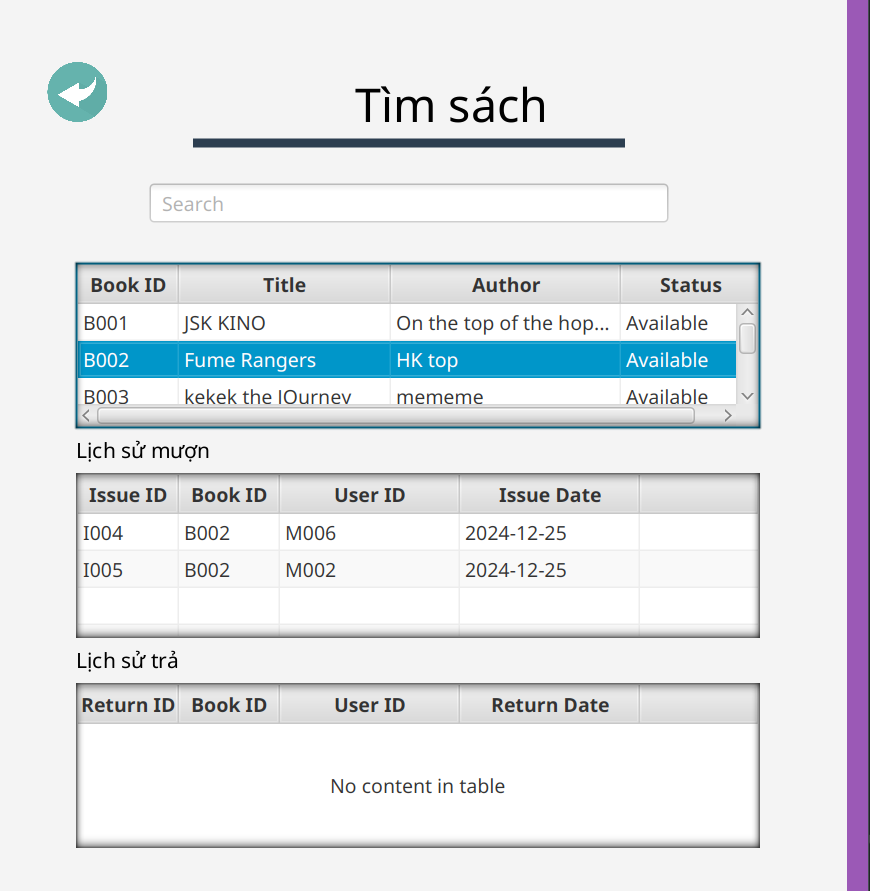 Tìm sách
Search
Book ID Title Author Status
B001 JSK KINO On the top of the hop... Available
B002 Fume Rangers HK top Available
B003 kekek the JOurney mememe Available
Lịch sử mượn
Issue ID Book ID User ID Issue Date
I004 B002 M006 2024-12-25
I005 B002 M002 2024-12-25
Lịch sử trả
Return ID Book ID User ID Return Date
No content in table